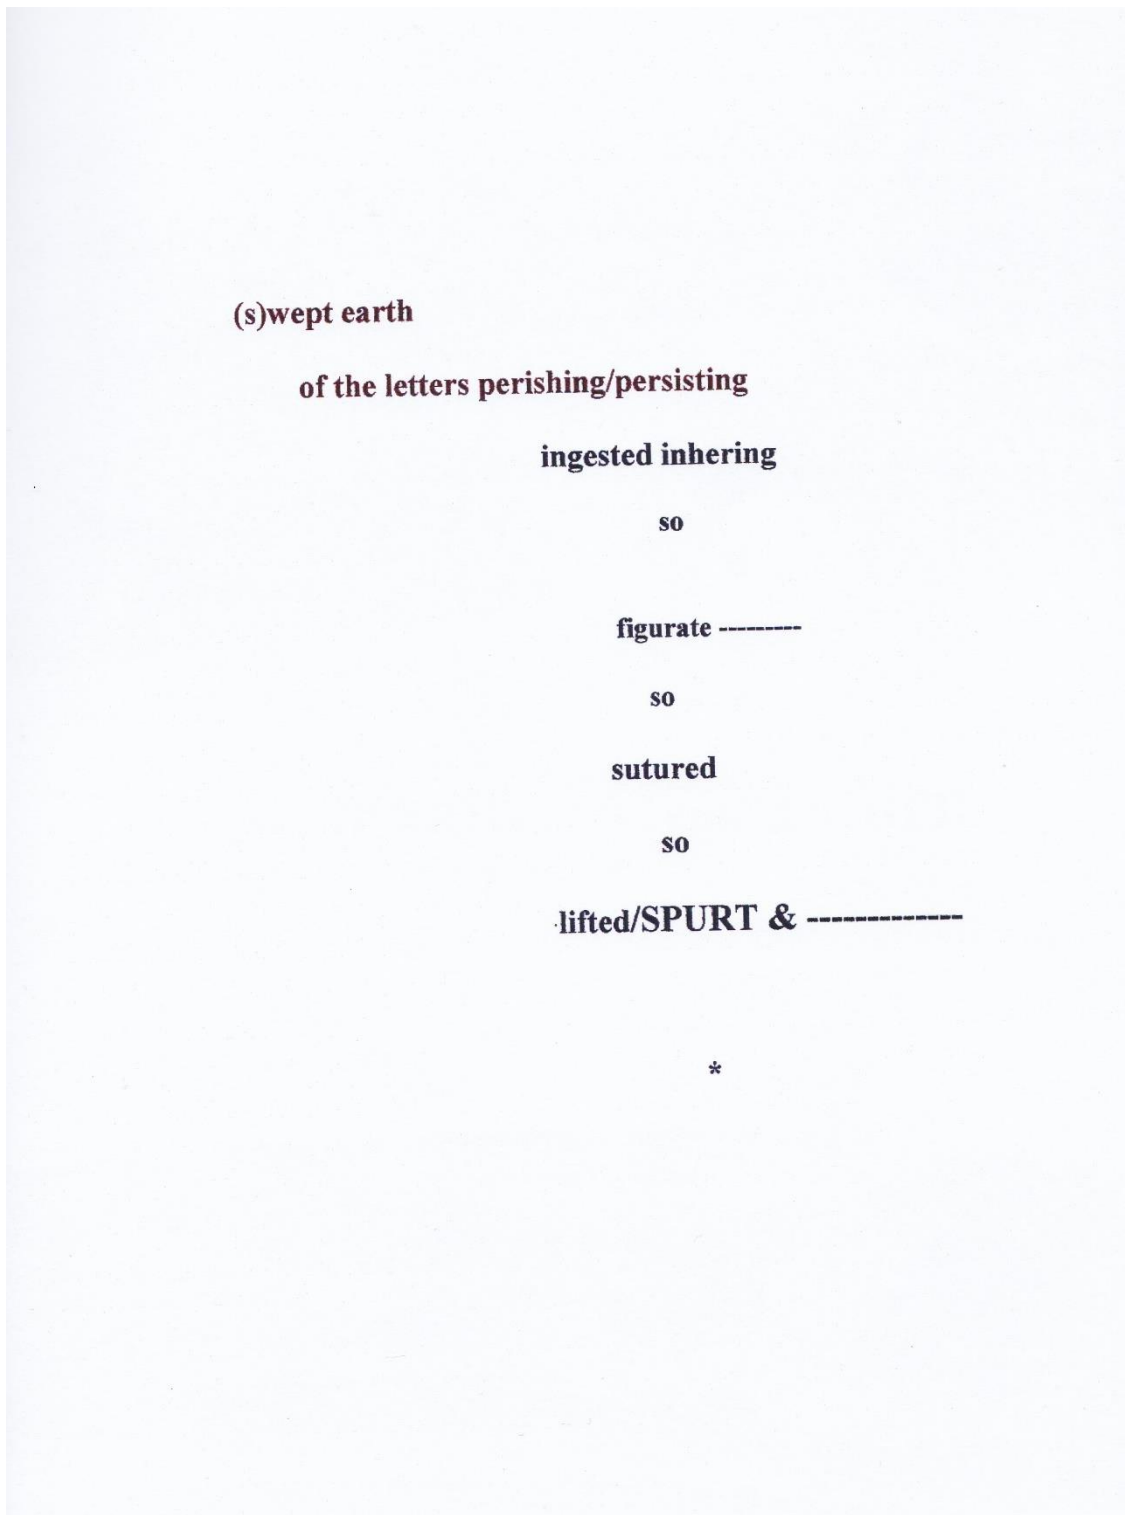 (s)wept earth
of the letters perishing/persisting
ingested inhering
so
figurate ---------
so
sutured
so
lifted/SPURT & -------------
*